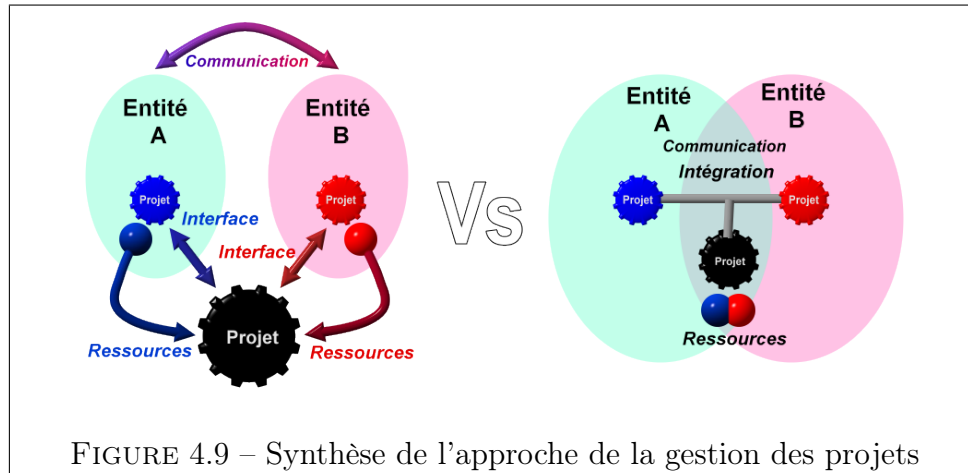 Communication
Entité
A
Entité
B
Projet
Projet
Interface
Interface
Projet
Ressources
Ressources
Vs
Entité
A
Entité
B
Communication
Intégration
Projet
Projet
Projet
Ressources
FIGURE 4.9 – Synthèse de l'approche de la gestion des projets